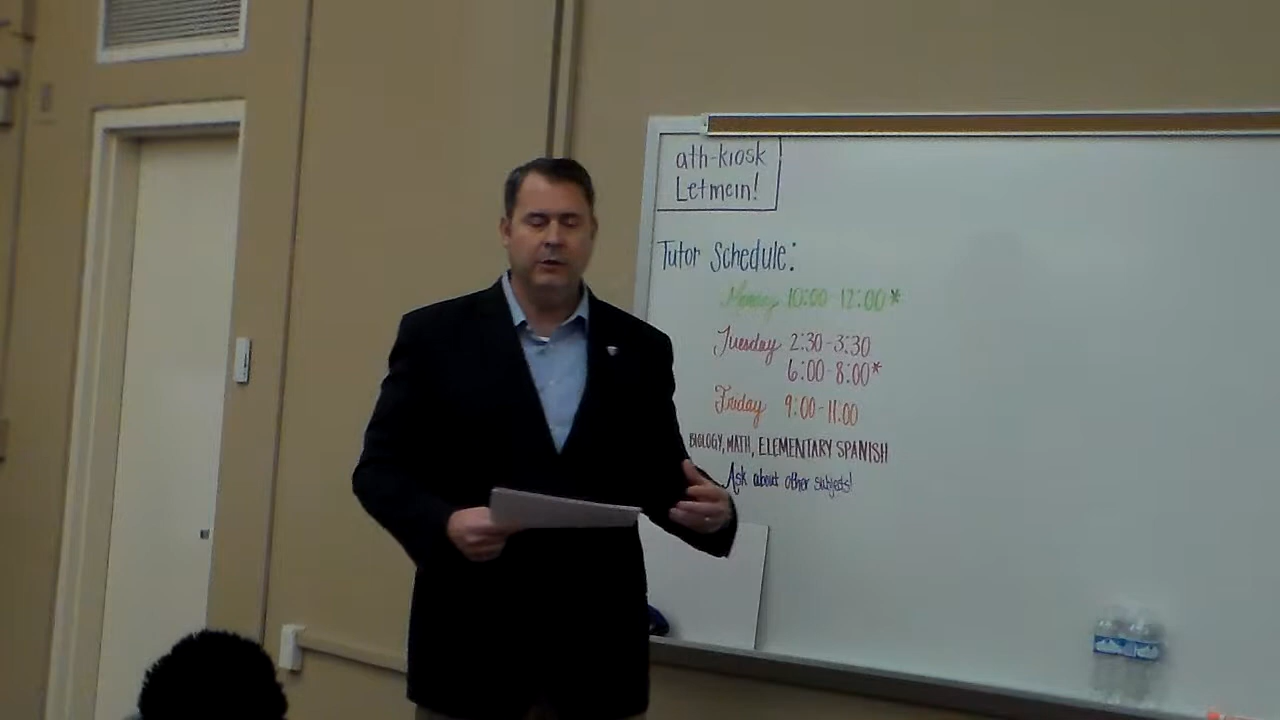 ath-kiosk
Letmein!
Tutor Schedule:
Monday 10:00-12:00*
Tuesday 2:30-3:30
6:00-8:00*
Friday 9:00-11:00
BIOLOGY, MATH, ELEMENTARY SPANISH
Ask about other subjects!